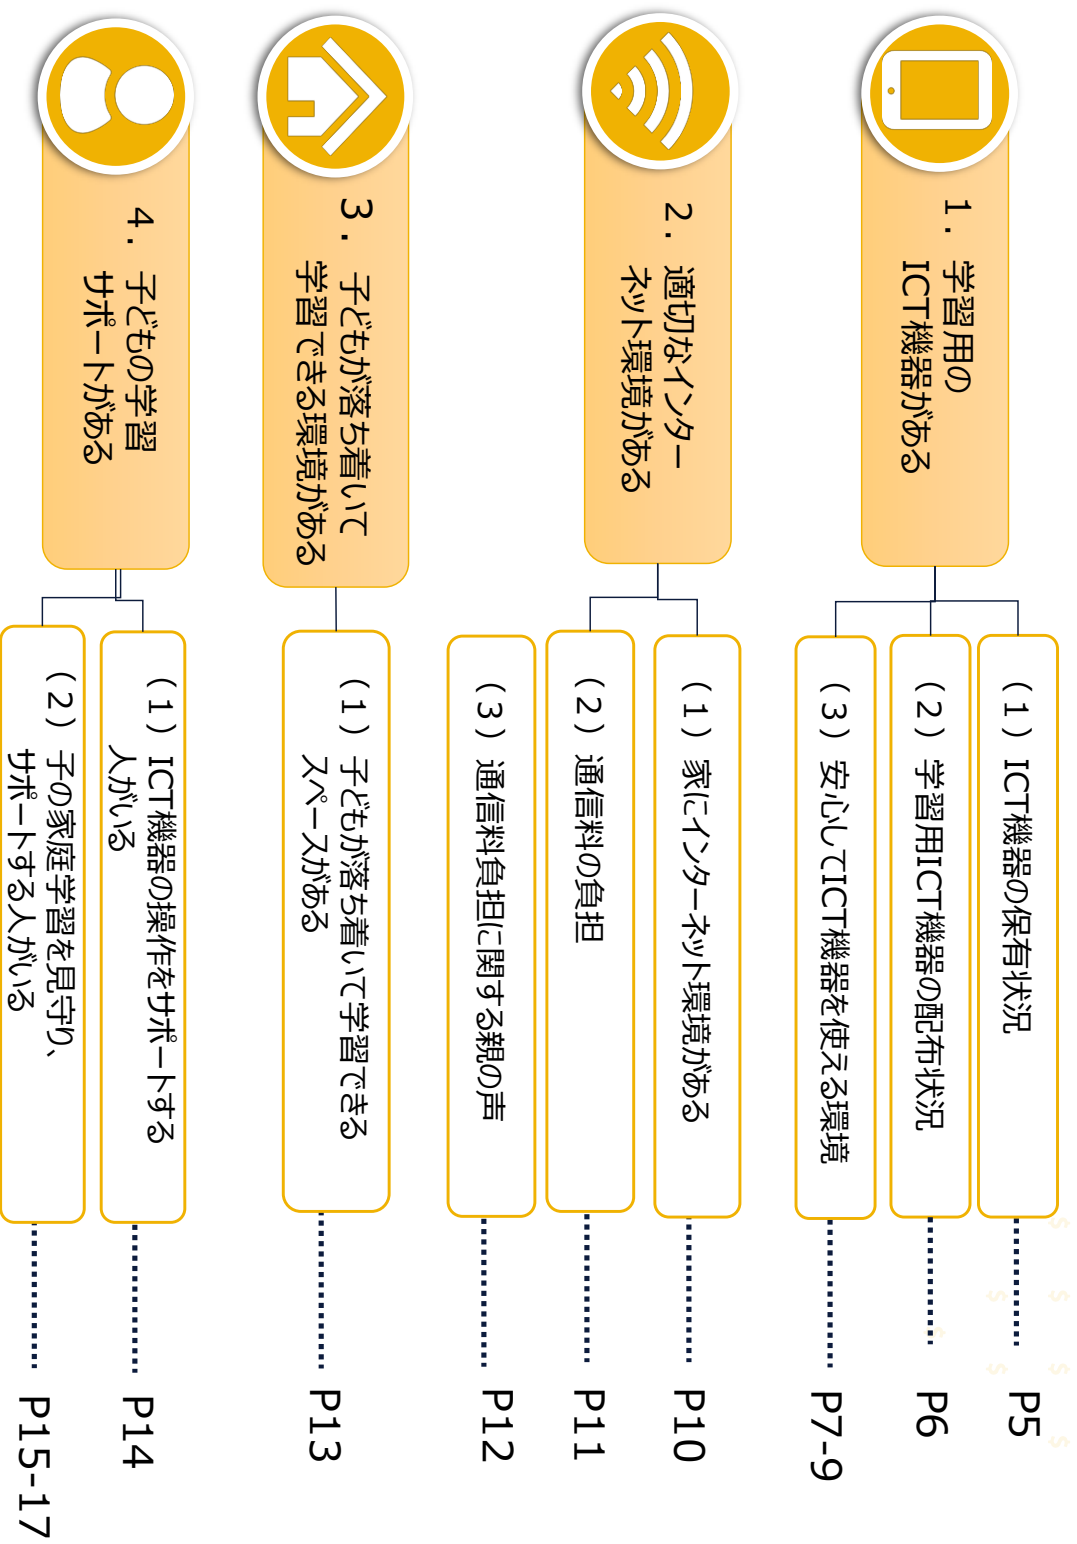 1. 学習用の
ICT機器がある
(1) ICT機器の保有状況
P5
(2) 学習用ICT機器の配布状況
P6
(3) 安心してICT機器を使える環境
P7-9
2. 適切なインター
ネット環境がある
(1) 家にインターネット環境がある
P10
(2) 通信料の負担
P11
(3) 通信料負担に関する親の声
P12
3. 子どもが落ち着いて
学習できる環境がある
(1) 子どもが落ち着いて学習できる
スペースがある
P13
4. 子どもの学習
サポートがある
(1) ICT機器の操作をサポートする
人がいる
P14
(2) 子の家庭学習を見守り、
サポートする人がいる
P15-17